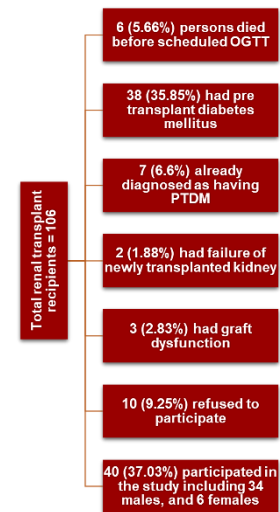 Total renal transplant
recipients = 106
6 (5.66%) persons died
before scheduled OGTT
38 (35.85%) had pre
transplant diabetes
mellitus
7 (6.6%) already
diagnosed as having
PTDM
2 (1.88%) had failure of
newly transplanted kidney
3 (2.83%) had graft
dysfunction
10 (9.25%) refused to
participate
40 (37.03%) participated in
the study including 34
males, and 6 females